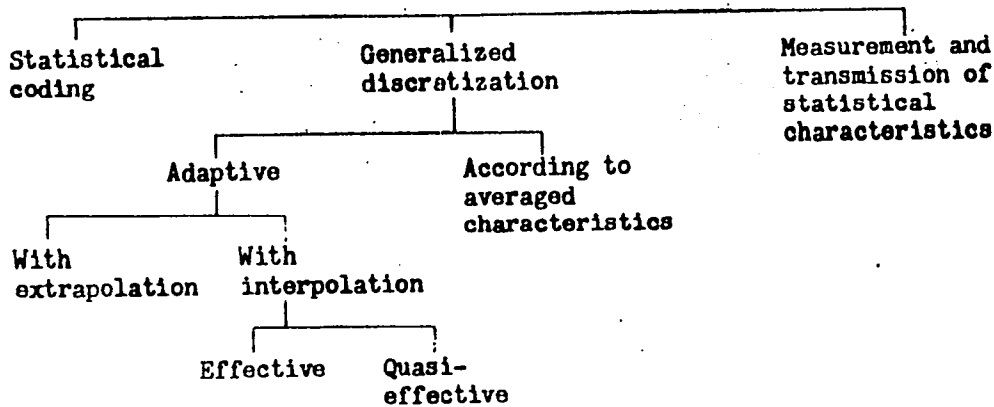 Statistical
coding
Generalized
discretization
Measurement and
transmission of
statistical
characteristics
Adaptive
According to
averaged
characteristics
With
extrapolation
With
interpolation
Effective
Quasi-
effective